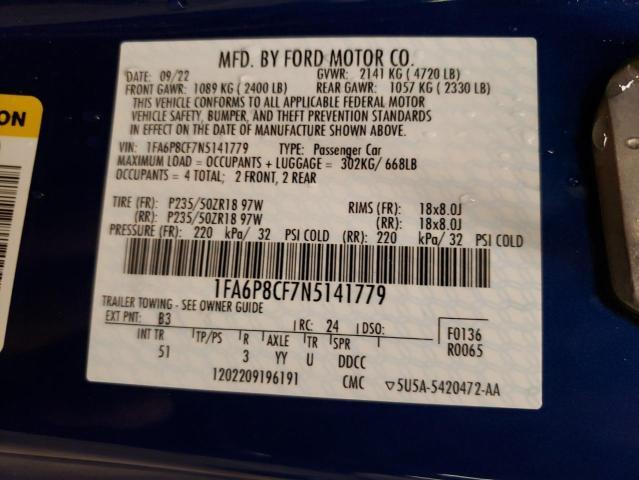 MFD. BY FORD MOTOR CO.
DATE: 09/22 GVWR: 2141 KG ( 4720 LB)
FRONT GAWR: 1089 KG ( 2400 LB) REAR GAWR: 1057 KG ( 2330 LB)
THIS VEHICLE CONFORMS TO ALL APPLICABLE FEDERAL MOTOR
VEHICLE SAFETY, BUMPER, AND THEFT PREVENTION STANDARDS
IN EFFECT ON THE DATE OF MANUFACTURE SHOWN ABOVE.
VIN: 1FA6P8CF7N5141779 TYPE: Passenger Car
MAXIMUM LOAD = OCCUPANTS + LUGGAGE = 302KG/ 668LB
OCCUPANTS = 4 TOTAL; 2 FRONT, 2 REAR
TIRE (FR): P235/50ZR18 97W RIMS (FR): 18x8.0J
(RR): P235/50ZR18 97W (RR): 18x8.0J
PRESSURE (FR): 220 kPa/ 32 PSI COLD (RR): 220 kPa/ 32 PSI COLD
1FA6P8CF7N5141779
TRAILER TOWING - SEE OWNER GUIDE
EXT PNT: B3 RC: 24 DSO: F0136
INT TR TP/PS R AXLE TR SPR R0065
51 3 YY U DDCC
1202209196191 CMC ▽5U5A-5420472-AA
ION